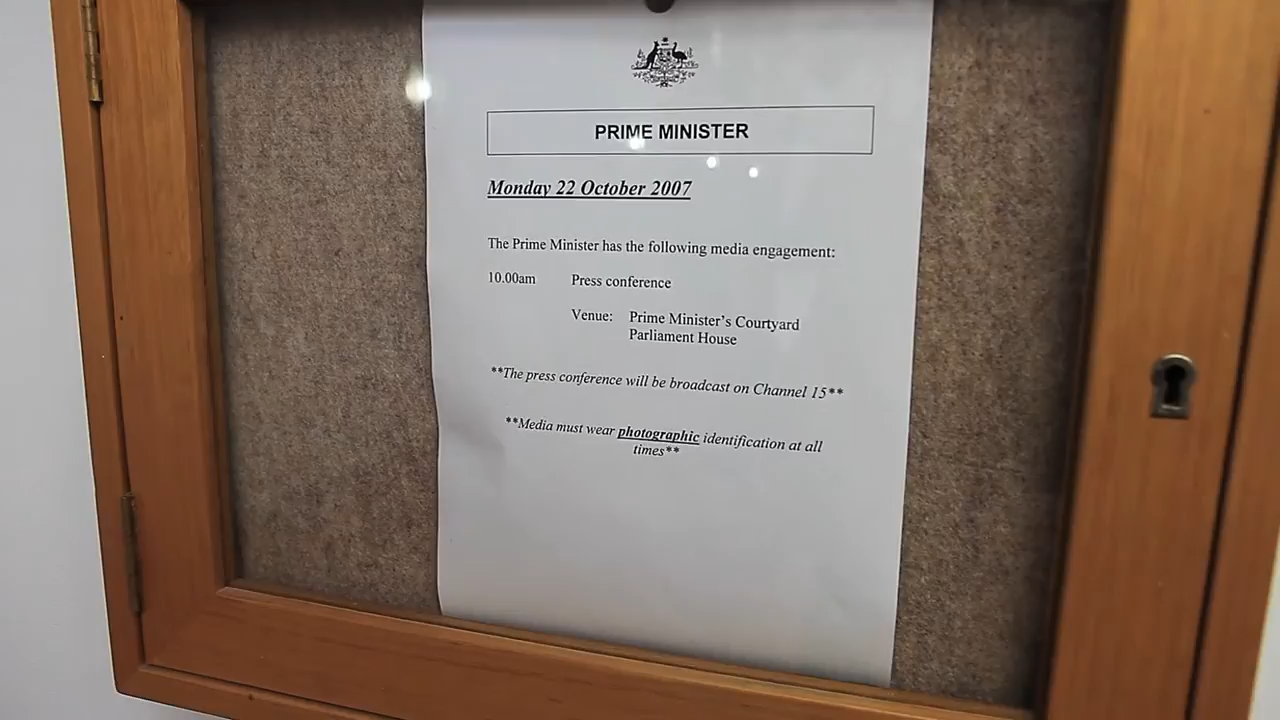 PRIME MINISTER
Monday 22 October 2007
The Prime Minister has the following media engagement:
10.00am Press conference
Venue: Prime Minister's Courtyard
Parliament House
**The press conference will be broadcast on Channel 15**
**Media must wear photographic identification at all
times**